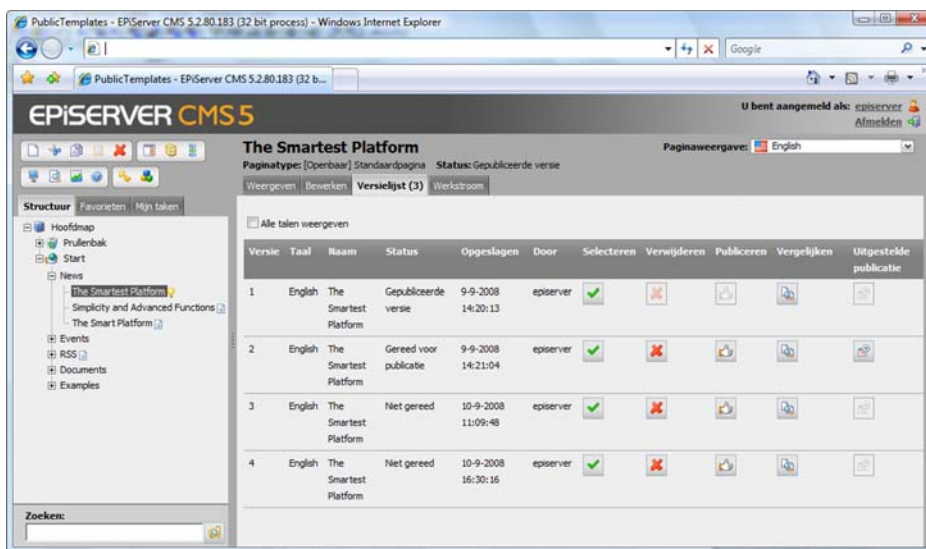 PublicTemplates - EPiServer CMS 5.2.80.183 (32 bit process) - Windows Internet Explorer
Google
PublicTemplates - EPiServer CMS 5.2.80.183 (32 b...
EPiSERVER CMS 5
U bent aangemeld als: episerver
Afmelden
The Smartest Platform
Paginaweergave: English
Paginatype: [Openbaar] Standaardpagina Status: Gepubliceerde versie
Weergeven Bewerken Versielijst (3) Werkstroom
Structuur Favorieten Mijn taken
Hoofdmap
Prullenbak
Start
News
The Smartest Platform
Simplicity and Advanced Functions
The Smart Platform
Events
RSS
Documents
Examples
Alle talen weergeven
Versie Taal Naam Status Opgeslagen Door Selecteren Verwijderen Publiceren Vergelijken Uitgestelde
publicatie
1 English The Gepubliceerde 9-9-2008 episerver
Smartest versie 14:20:13
Platform
2 English The Gereed voor 9-9-2008 episerver
Smartest publicatie 14:21:04
Platform
3 English The Niet gereed 10-9-2008 episerver
Smartest 11:09:48
Platform
4 English The Niet gereed 10-9-2008 episerver
Smartest 16:30:16
Platform
Zoeken: